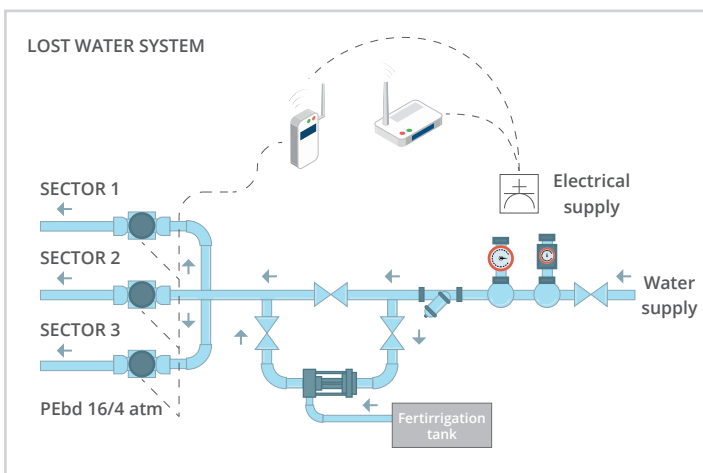 LOST WATER SYSTEM
SECTOR 1
Electrical
supply
SECTOR 2
Water
supply
SECTOR 3
PEbd 16/4 atm
Fertirrigation
tank